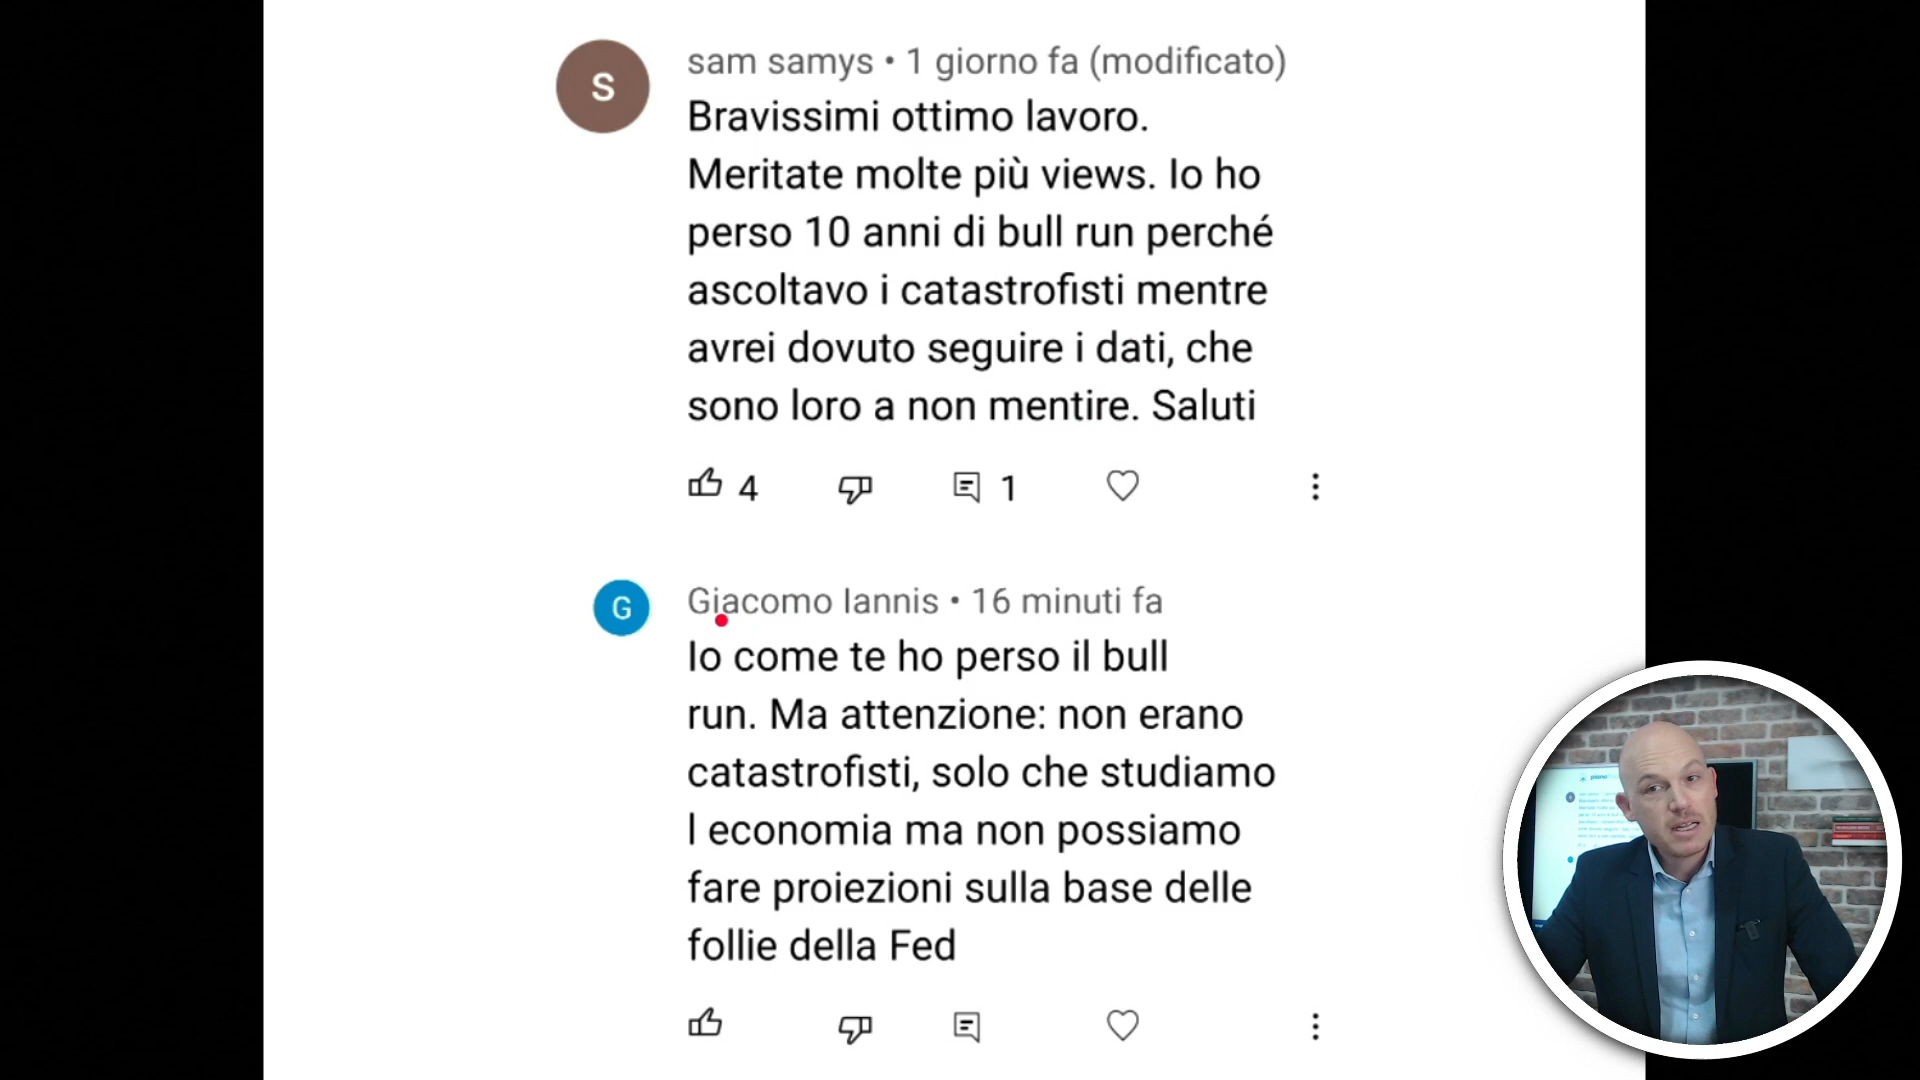 S
sam samys • 1 giorno fa (modificato)
Bravissimi ottimo lavoro.
Meritate molte più views. Io ho
perso 10 anni di bull run perché
ascoltavo i catastrofisti mentre
avrei dovuto seguire i dati, che
sono loro a non mentire. Saluti
4
1
G
Giacomo Iannis • 16 minuti fa
Io come te ho perso il bull
run. Ma attenzione: non erano
catastrofisti, solo che studiamo
l economia ma non possiamo
fare proiezioni sulla base delle
follie della Fed